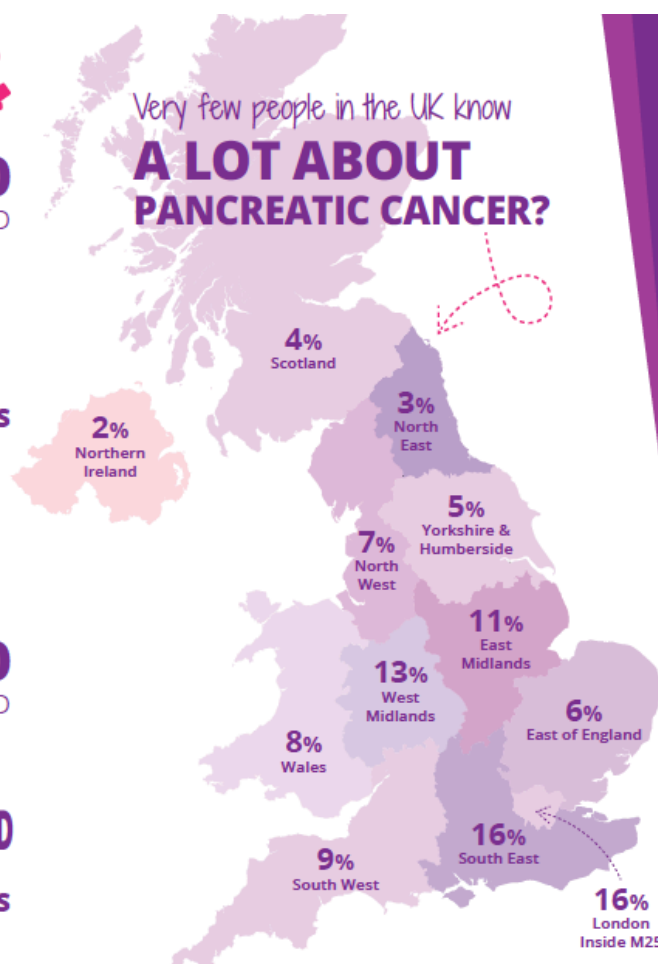 Very few people in the UK know
A LOT ABOUT
PANCREATIC CANCER?
4%
Scotland
3%
North
East
2%
Northern
Ireland
5%
Yorkshire &
Humberside
7%
North
West
11%
East
Midlands
13%
West
Midlands
6%
East of England
8%
Wales
16%
South East
9%
South West
16%
London
Inside M25